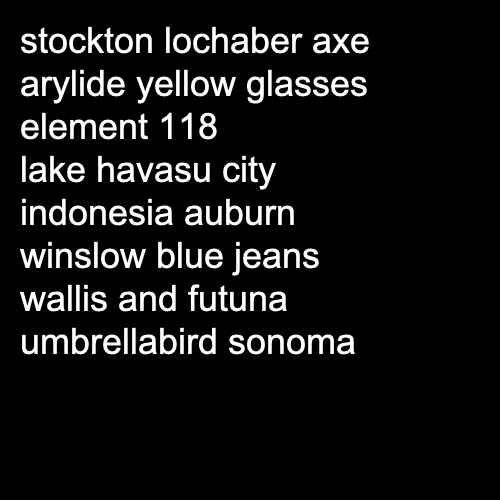 stockton lochaber axe
arylide yellow glasses
element 118
lake havasu city
indonesia auburn
winslow blue jeans
wallis and futuna
umbrellabird sonoma